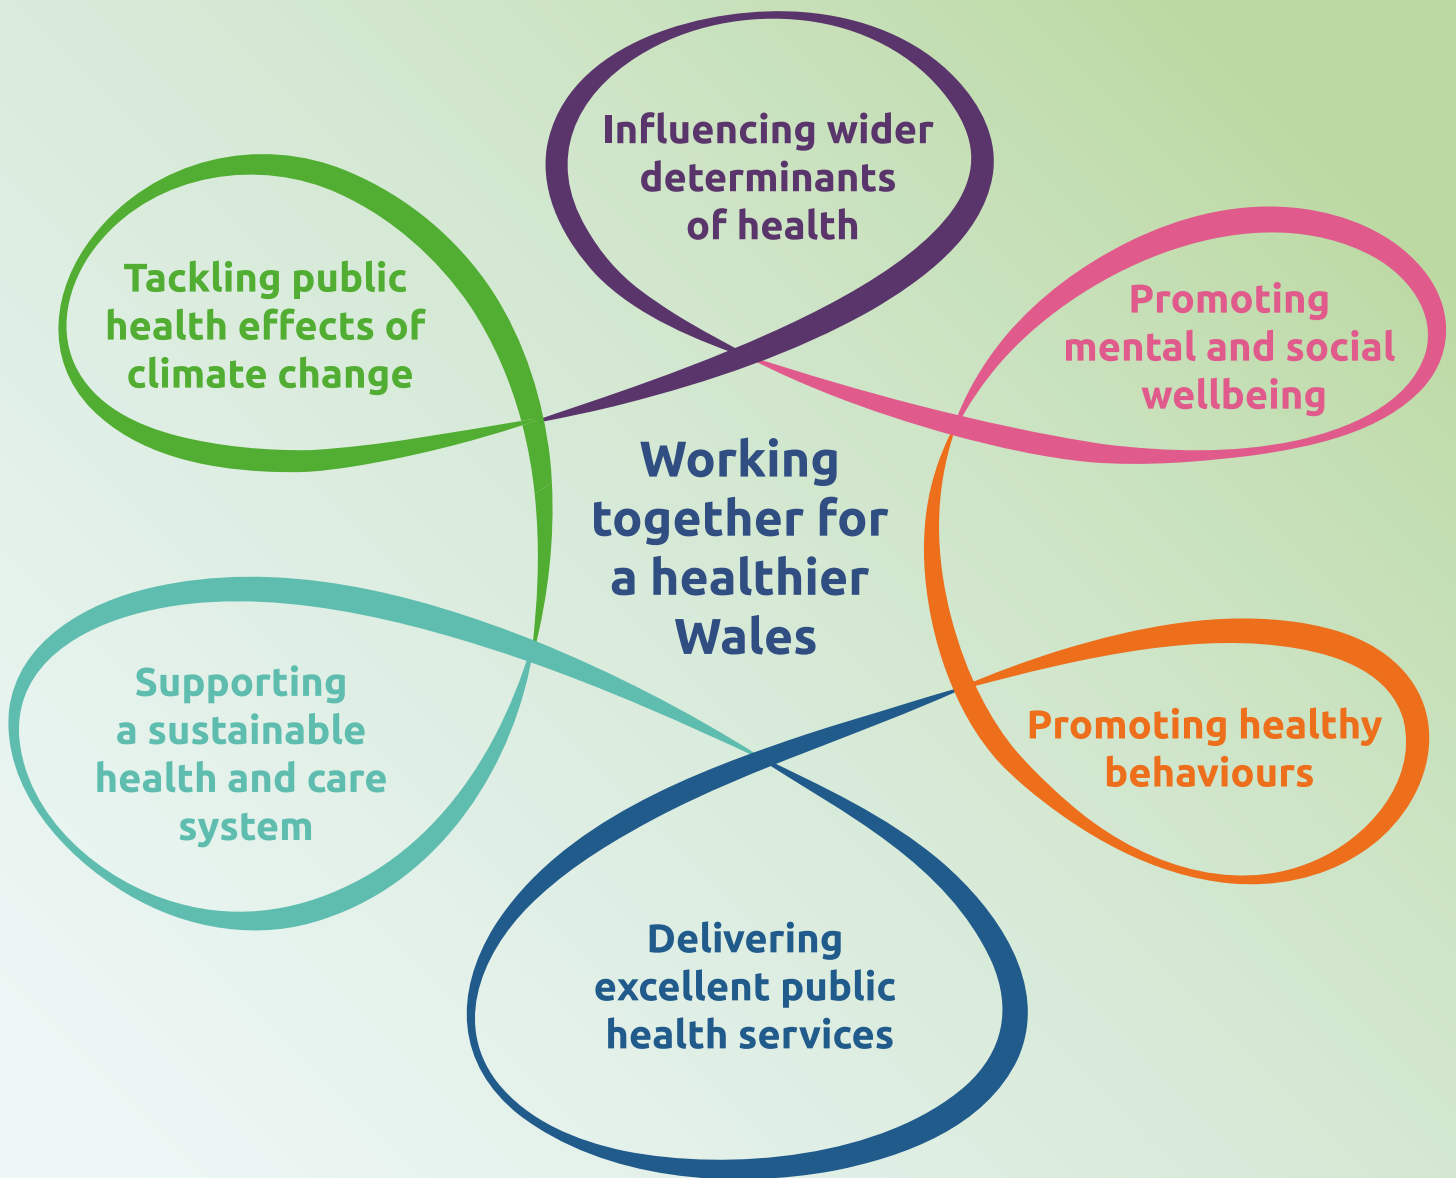 Influencing wider
determinants
of health
Tackling public
health effects of
climate change
Promoting
mental and social
wellbeing
Working
together for
a healthier
Wales
Supporting
a sustainable
health and care
system
Promoting healthy
behaviours
Delivering
excellent public
health services